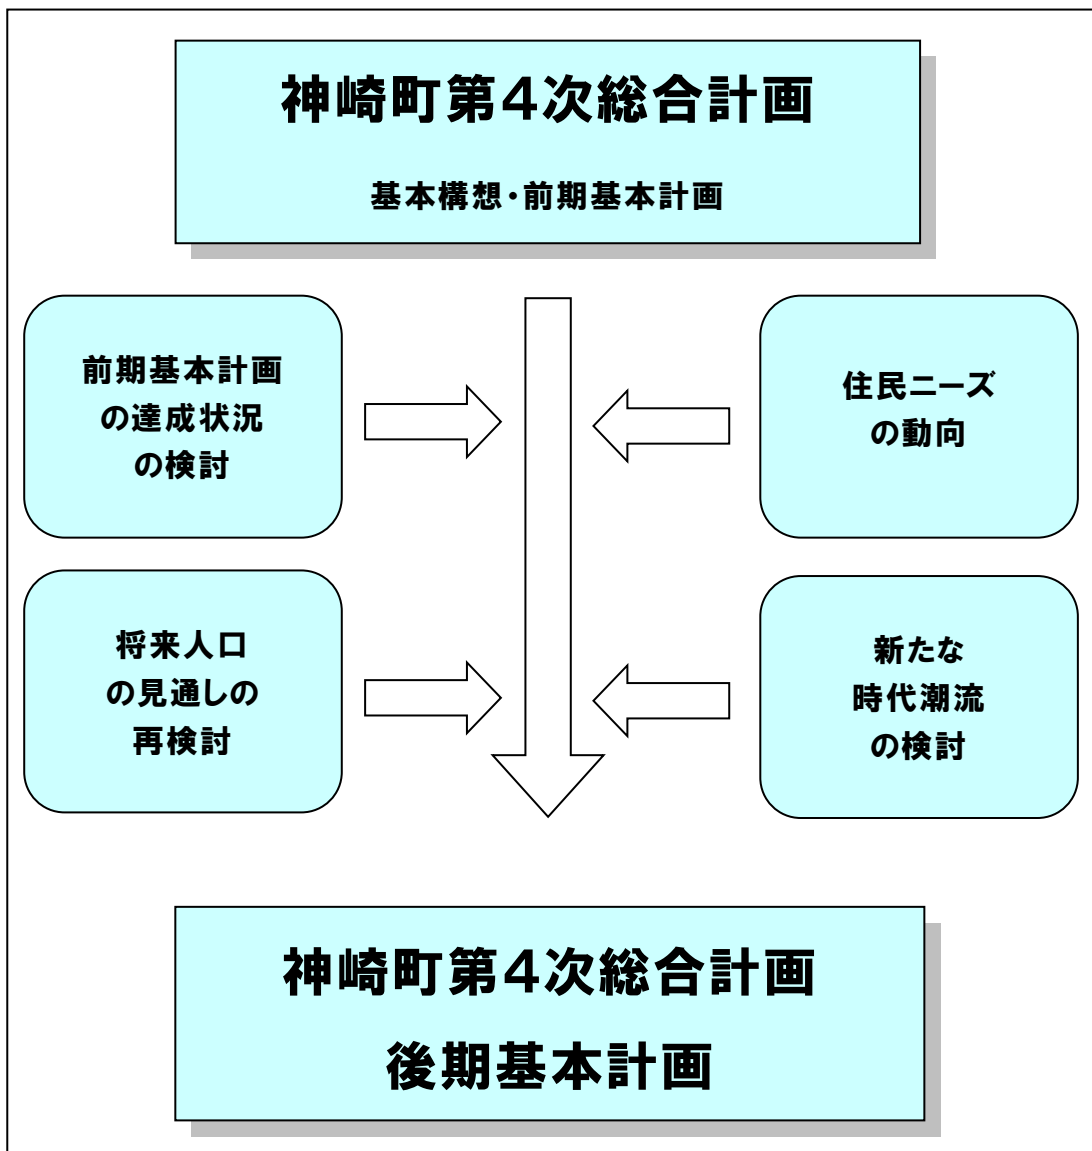 神崎町第4次総合計画
基本構想・前期基本計画
前期基本計画
の達成状況
の検討
住民ニーズ
の動向
将来人口
の見通しの
再検討
新たな
時代潮流
の検討
神崎町第4次総合計画
後期基本計画